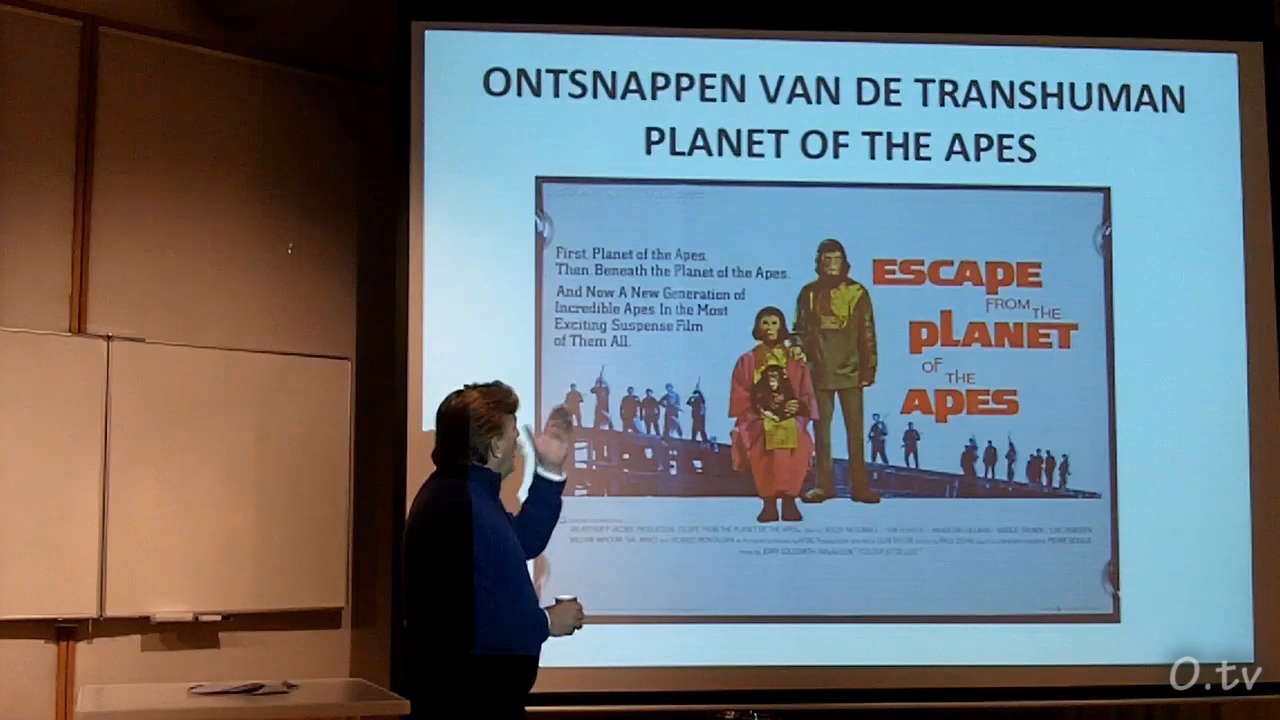 ONTSNAPPEN VAN DE TRANSHUMAN
PLANET OF THE APES
First, Planet of the Apes.
Then, Beneath the Planet of the Apes.
And Now A New Generation of
Incredible Apes In the Most
Exciting Suspense Film
of Them All.
ESCAPE
FROM THE
PLANET
OF THE
APES
O.tv